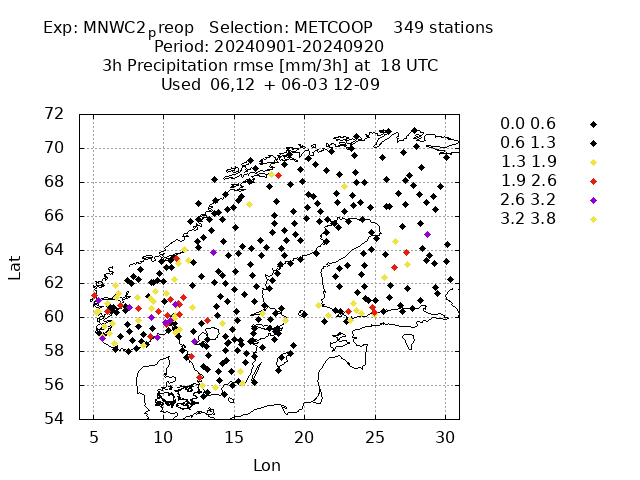 Exp: MNWC2preop Selection: METCOOP 349 stations
Period: 20240901-20240920
3h Precipitation rmse [mm/3h] at 18 UTC
Used 06,12 + 06-03 12-09
72
70
68
66
64
62
60
58
56
54
Lat
5 10 15 20 25 30
Lon
0.0 0.6
0.6 1.3
1.3 1.9
1.9 2.6
2.6 3.2
3.2 3.8